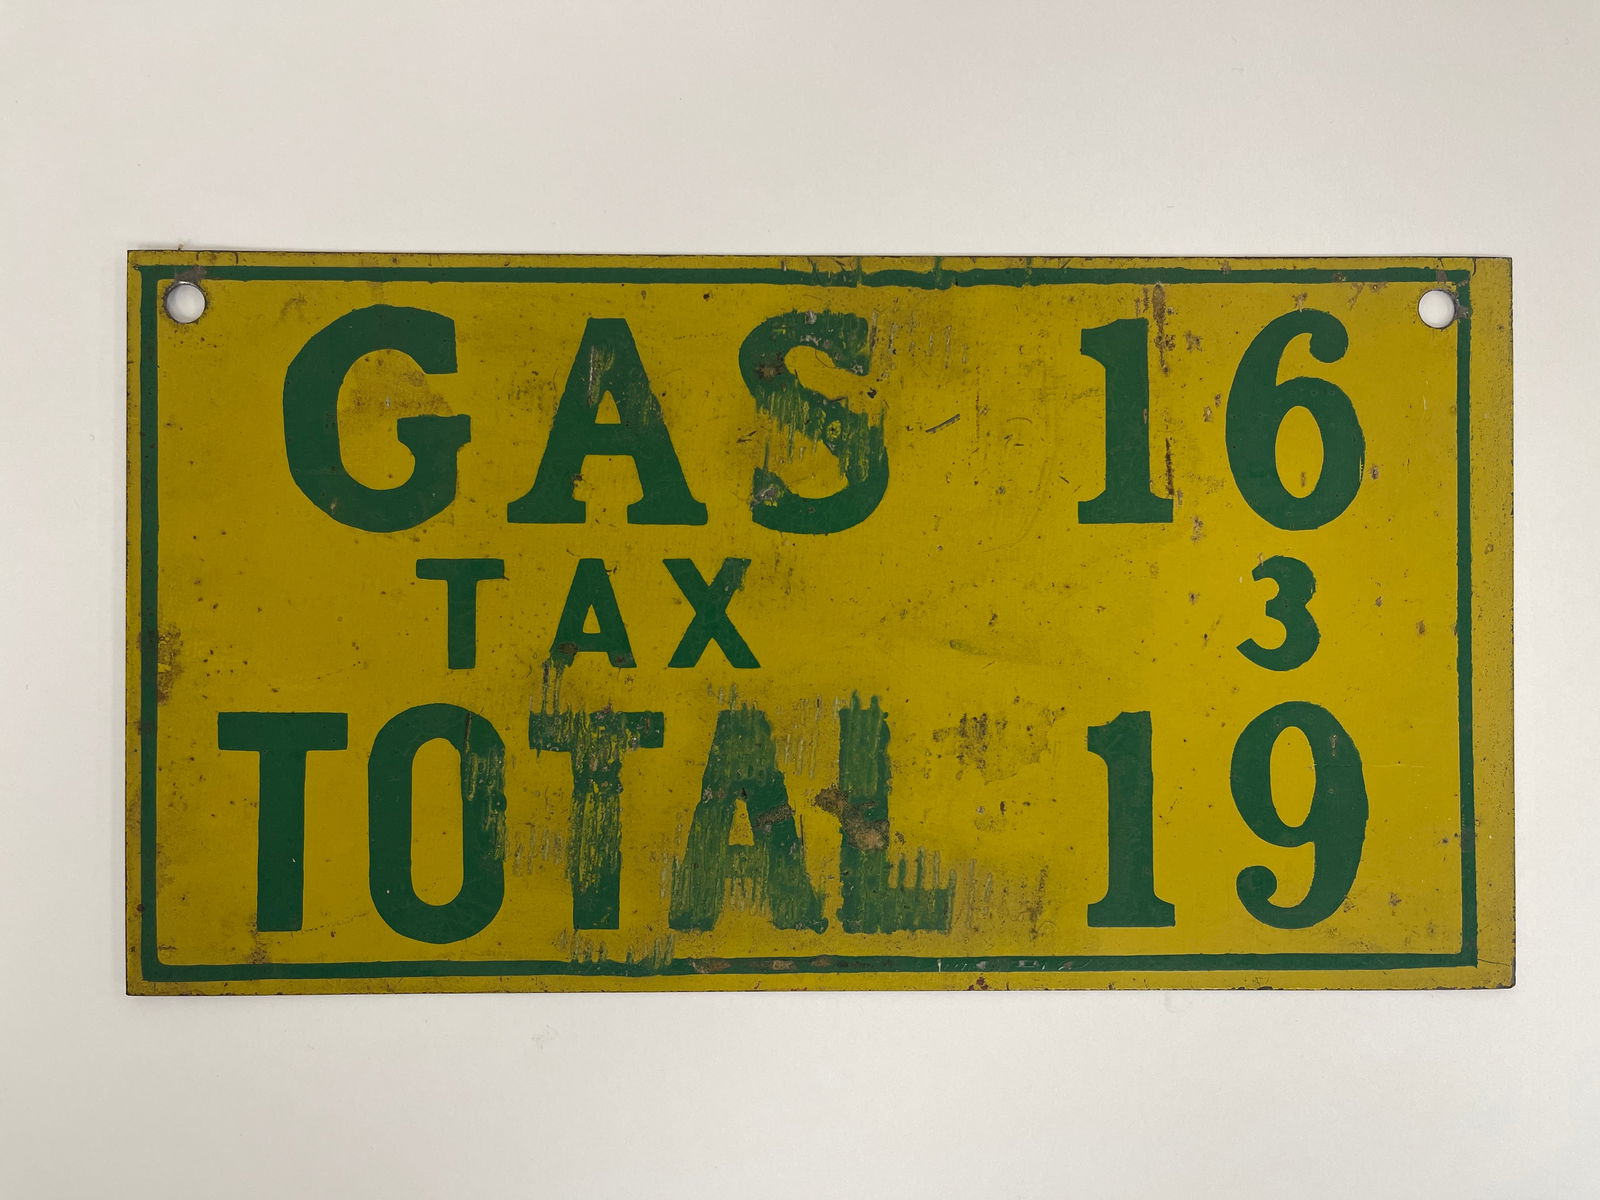 GAS 16
TAX 3
TOTAL 19